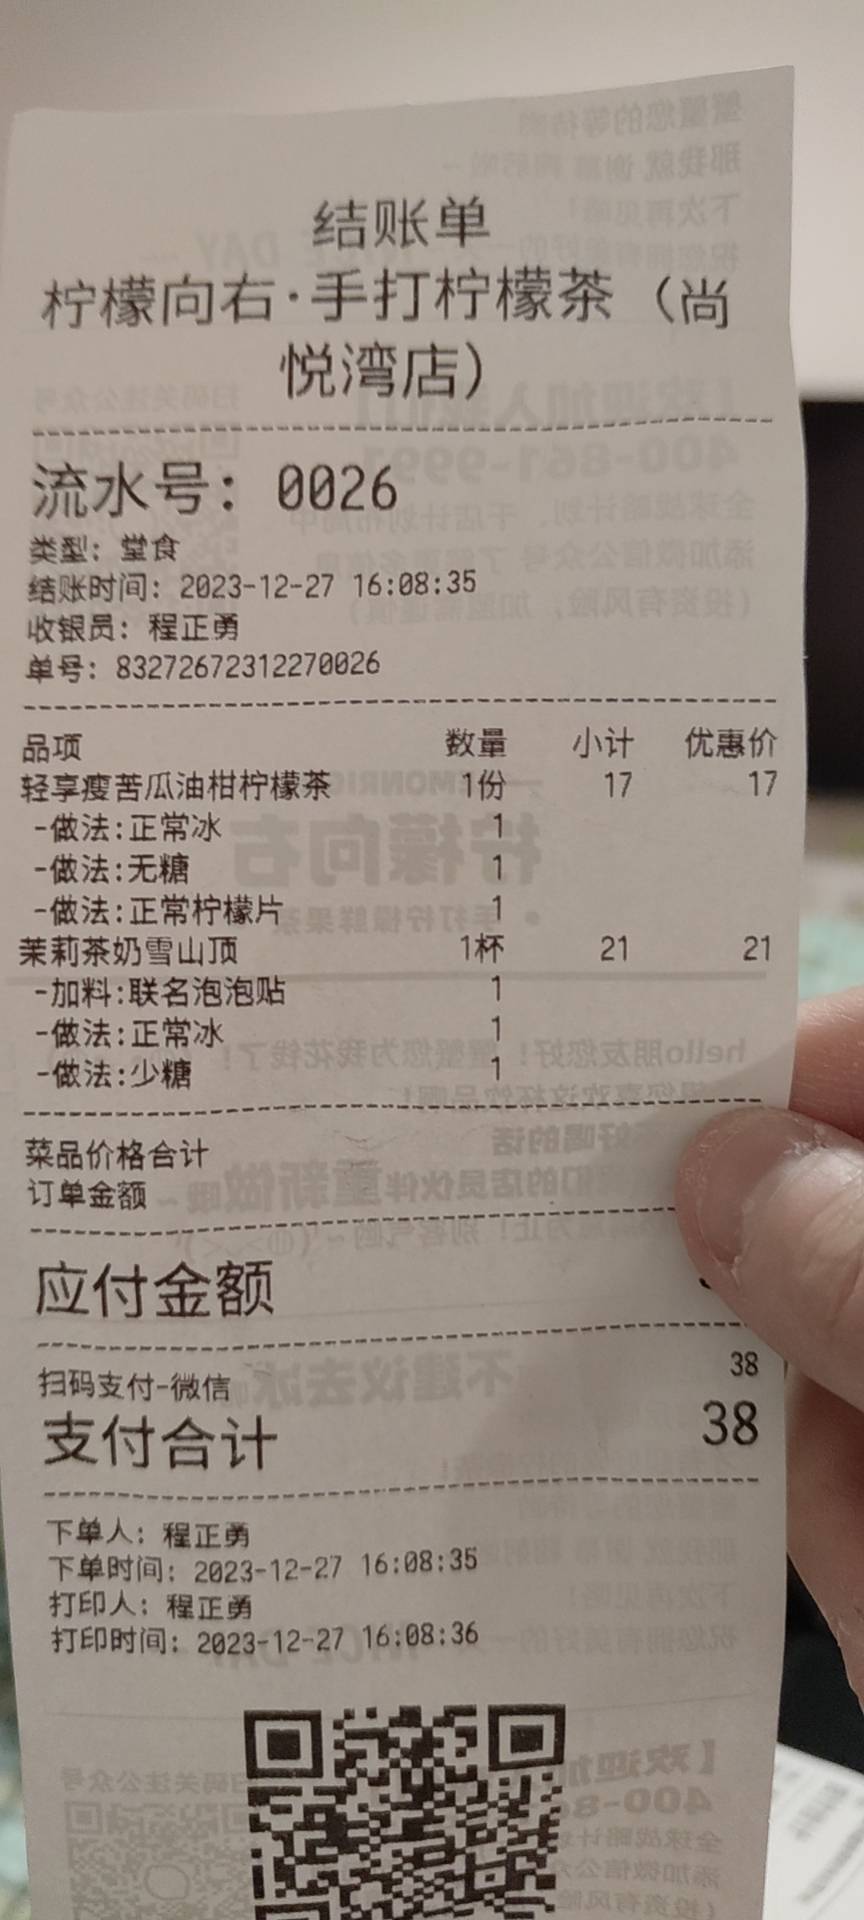 结账单
柠檬向右·手打柠檬茶（尚
悦湾店）
流水号：0026
类型：堂食
结账时间：2023-12-27 16:08:35
收银员：程正勇
单号：83272672312270026
品项 数量 小计 优惠价
轻享瘦苦瓜油柑柠檬茶 1份 17 17
-做法:正常冰 1
-做法:无糖 1
-做法:正常柠檬片 1
茉莉茶奶雪山顶 1杯 21 21
-加料:联名泡泡贴 1
-做法:正常冰 1
-做法:少糖 1
菜品价格合计
订单金额
应付金额
扫码支付-微信 38
支付合计 38
下单人：程正勇
下单时间：2023-12-27 16:08:35
打印人：程正勇
打印时间：2023-12-27 16:08:36